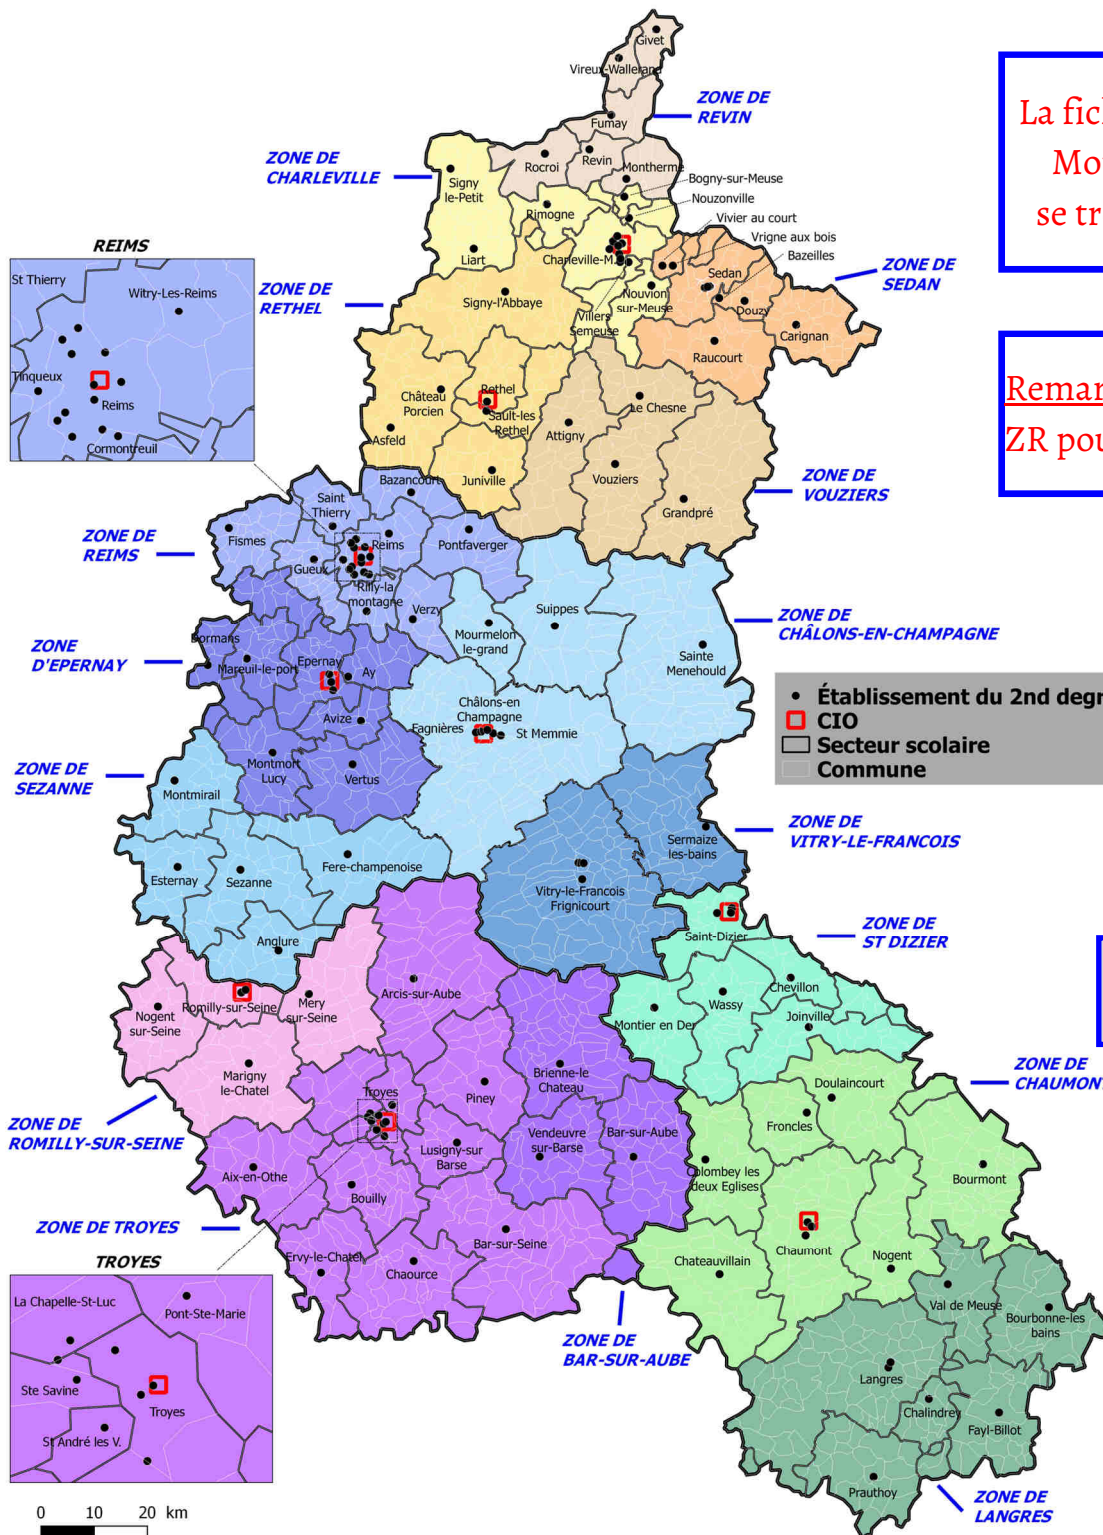 Givet
Vireux-Wallerand
ZONE DE
REVIN
Fumay
La fich
Mo
se tr
ZONE DE
CHARLEVILLE
Rocroi
Revin
Montherme
Signy
le-Petit
Bogny-sur-Meuse
Nouzonville
Rimogne
Vivier au court
Vrigne aux bois
Bazeilles
REIMS
Liart
Charleville-M.
Sedan
ZONE DE
SEDAN
St Thierry
Witry-Les-Reims
ZONE DE
RETHEL
Signy-l'Abbaye
Nouvion
sur-Meuse
Douzy
Villers
Semeuse
Carignan
Raucourt
Tinqueux
Reims
Cormontreuil
Château
Porcien
Rethel
Sault-les
Rethel
Le Chesne
Remar
ZR pou
Asfeld
Attigny
Juniville
Vouziers
Grandpré
ZONE DE
VOUZIERS
Bazancourt
Saint
Thierry
ZONE DE
REIMS
Fismes
Reims
Pontfaverger
Gueux
Rilly-la
montagne
Verzy
Suippes
Mourmelon
le-grand
ZONE DE
CHÂLONS-EN-CHAMPAGNE
Sainte
Menehould
ZONE
D'EPERNAY
Dormans
Mareuil-le-port
Epernay
Ay
Établissement du 2nd degr
CIO
Secteur scolaire
Commune
Châlons-en
Champagne
Fagnières
St Memmie
Avize
ZONE DE
SEZANNE
Montmort
Lucy
Vertus
Montmirail
ZONE DE
VITRY-LE-FRANCOIS
Sermaize
les-bains
Esternay
Sezanne
Fere-champenoise
Vitry-le-Francois
Frignicourt
Saint-Dizier
ZONE DE
ST DIZIER
Anglure
Romilly-sur-Seine
Nogent
sur-Seine
Mery
sur-Seine
Arcis-sur-Aube
Chevillon
Wassy
Montier en Der
Joinville
Marigny
le-Chatel
Brienne-le
Chateau
ZONE DE
CHAUMONT
Doulaincourt
Piney
Troyes
Froncles
ZONE DE
ROMILLY-SUR-SEINE
Vendeuvre
sur-Barse
Bar-sur-Aube
Lusigny-sur
Barse
Colombey les
deux Eglises
Bourmont
Aix-en-Othe
Bouilly
ZONE DE TROYES
Bar-sur-Seine
Chaumont
Nogent
Chateauvillain
Ervy-le-Chatel
Chaource
TROYES
La Chapelle-St-Luc
Pont-Ste-Marie
Val de Meuse
Bourbonne-les
bains
ZONE DE
BAR-SUR-AUBE
Ste Savine
Langres
Troyes
Chalindrey
Fayl-Billot
St André les V.
Prauthoy
ZONE DE
LANGRES
0 10 20 km